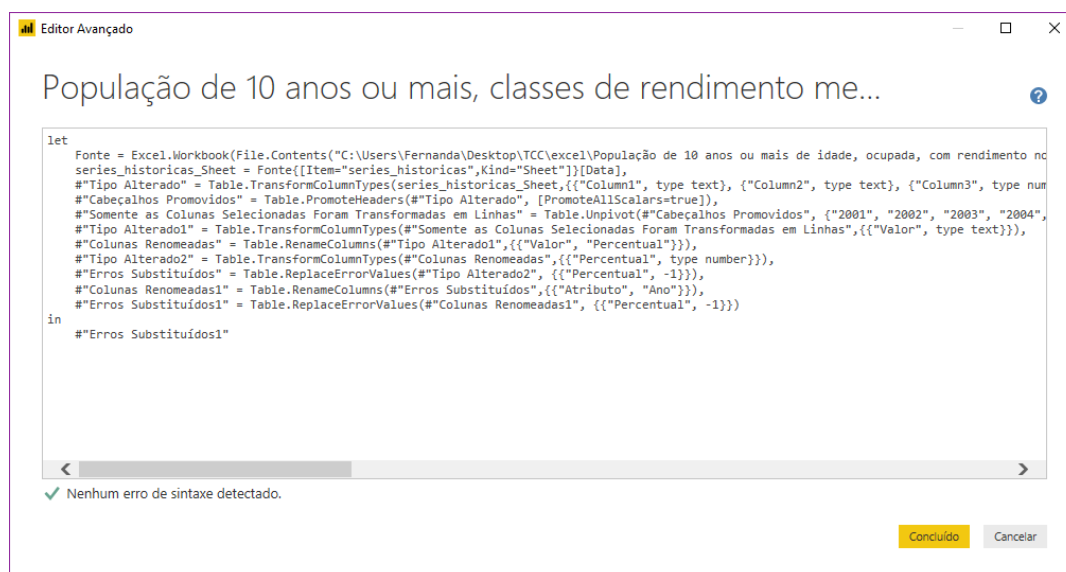 Editor Avançado
População de 10 anos ou mais, classes de rendimento me...
let
Fonte = Excel.Workbook(File.Contents("C:\Users\Fernanda\Desktop\TCC\excel\População de 10 anos ou mais de idade, ocupada, com rendimento no
series_historicas_Sheet = Fonte{[Item="series_historicas",Kind="Sheet"]}[Data],
#"Tipo Alterado" = Table.TransformColumnTypes(series_historicas_Sheet,{{"Column1", type text}, {"Column2", type text}, {"Column3", type num
#"Cabeçalhos Promovidos" = Table.PromoteHeaders(#"Tipo Alterado", [PromoteAllScalars=true]),
#"Somente as Colunas Selecionadas Foram Transformadas em Linhas" = Table.Unpivot(#"Cabeçalhos Promovidos", {"2001", "2002", "2003", "2004",
#"Tipo Alterado1" = Table.TransformColumnTypes(#"Somente as Colunas Selecionadas Foram Transformadas em Linhas",{{"Valor", type text}}),
#"Colunas Renomeadas" = Table.RenameColumns(#"Tipo Alterado1",{{"Valor", "Percentual"}}),
#"Tipo Alterado2" = Table.TransformColumnTypes(#"Colunas Renomeadas",{{"Percentual", type number}}),
#"Erros Substituídos" = Table.ReplaceErrorValues(#"Tipo Alterado2", {{"Percentual", -1}}),
#"Colunas Renomeadas1" = Table.RenameColumns(#"Erros Substituídos",{{"Atributo", "Ano"}}),
#"Erros Substituídos1" = Table.ReplaceErrorValues(#"Colunas Renomeadas1", {{"Percentual", -1}})
in
#"Erros Substituídos1"
Nenhum erro de sintaxe detectado.
Concluído Cancelar